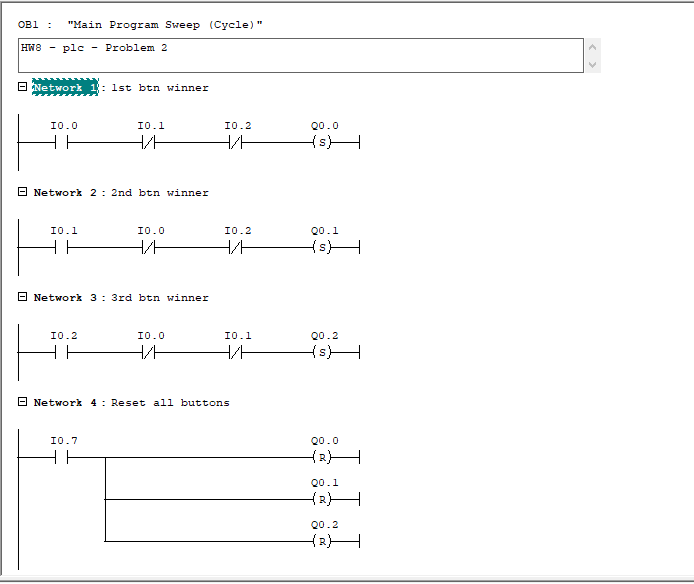 OB1 : "Main Program Sweep (Cycle)"
HW8 - plc - Problem 2
Network 1: 1st btn winner
I0.0 I0.1 I0.2 Q0.0
S
Network 2 : 2nd btn winner
I0.1 I0.0 I0.2 Q0.1
S
Network 3 : 3rd btn winner
I0.2 I0.0 I0.1 Q0.2
S
Network 4 : Reset all buttons
I0.7 Q0.0
R
Q0.1
R
Q0.2
R